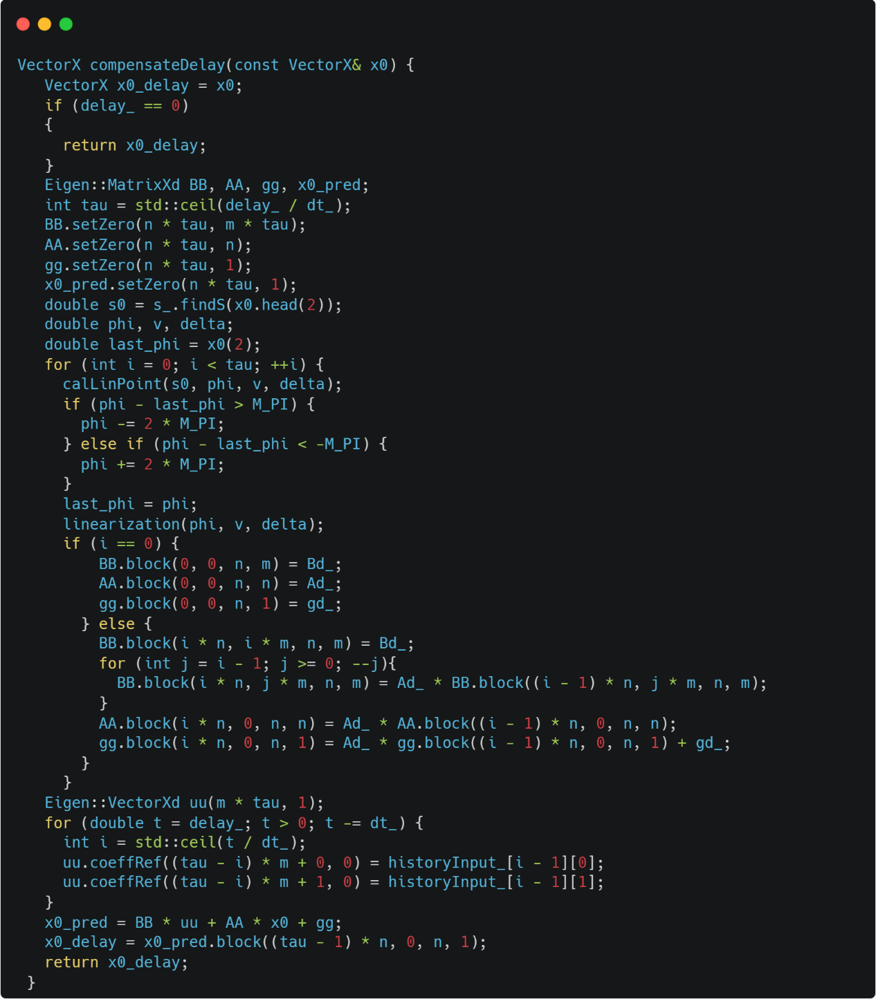 VectorX compensateDelay(const VectorX& x0) {
   VectorX x0_delay = x0;
   if (delay_ == 0)
   {
     return x0_delay;
   }
   Eigen::MatrixXd BB, AA, gg, x0_pred;
   int tau = std::ceil(delay_ / dt_);
   BB.setZero(n * tau, m * tau);
   AA.setZero(n * tau, n);
   gg.setZero(n * tau, 1);
   x0_pred.setZero(n * tau, 1);
   double s0 = s_.findS(x0.head(2));
   double phi, v, delta;
   double last_phi = x0(2);
   for (int i = 0; i < tau; ++i) {
     calLinPoint(s0, phi, v, delta);
     if (phi - last_phi > M_PI) {
       phi -= 2 * M_PI;
     } else if (phi - last_phi < -M_PI) {
       phi += 2 * M_PI;
     }
     last_phi = phi;
     linearization(phi, v, delta);
     if (i == 0) {
         BB.block(0, 0, n, m) = Bd_;
         AA.block(0, 0, n, n) = Ad_;
         gg.block(0, 0, n, 1) = gd_;
       } else {
         BB.block(i * n, i * m, n, m) = Bd_;
         for (int j = i - 1; j >= 0; --j){
           BB.block(i * n, j * m, n, m) = Ad_ * BB.block((i - 1) * n, j * m, n, m);
         }
         AA.block(i * n, 0, n, n) = Ad_ * AA.block((i - 1) * n, 0, n, n);
         gg.block(i * n, 0, n, 1) = Ad_ * gg.block((i - 1) * n, 0, n, 1) + gd_;
       }
     }
   Eigen::VectorXd uu(m * tau, 1);
   for (double t = delay_; t > 0; t -= dt_) {
     int i = std::ceil(t / dt_);
     uu.coeffRef((tau - i) * m + 0, 0) = historyInput_[i - 1][0];
     uu.coeffRef((tau - i) * m + 1, 0) = historyInput_[i - 1][1];
   }
   x0_pred = BB * uu + AA * x0 + gg;
   x0_delay = x0_pred.block((tau - 1) * n, 0, n, 1);
   return x0_delay;
 }